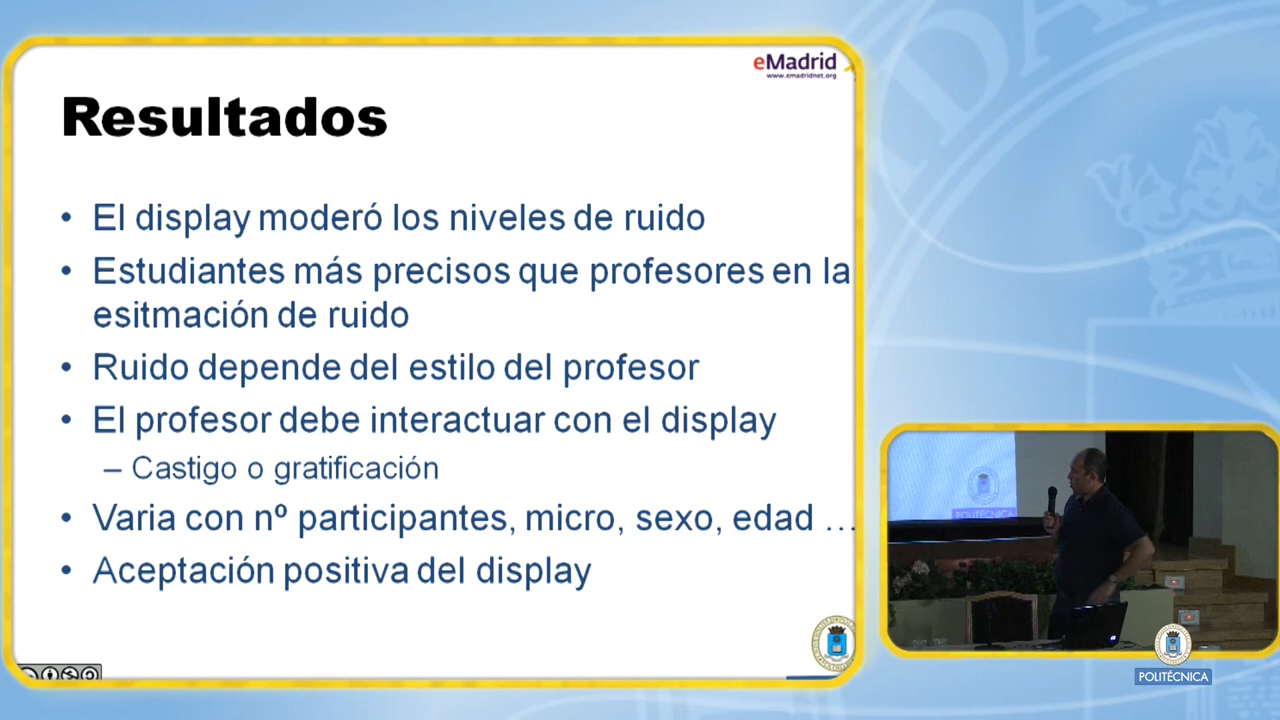 eMadrid
www.emadridnet.org
Resultados
• El display moderó los niveles de ruido
• Estudiantes más precisos que profesores en la
esitmación de ruido
• Ruido depende del estilo del profesor
• El profesor debe interactuar con el display
– Castigo o gratificación
• Varia con nº participantes, micro, sexo, edad …
• Aceptación positiva del display
POLITÉCNICA
POLITÉCNICA